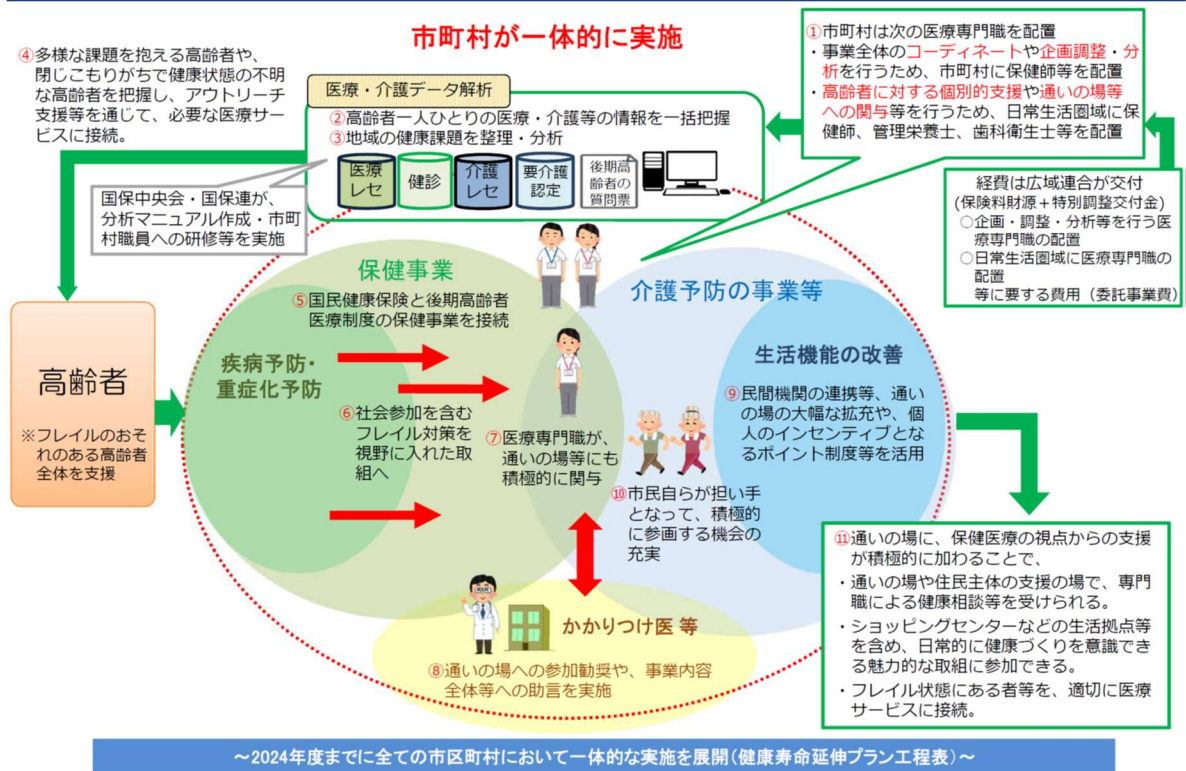 市町村が一体的に実施
①市町村は次の医療専門職を配置
・事業全体のコーディネートや企画調整・分
析を行うため、市町村に保健師等を配置
・高齢者に対する個別的支援や通いの場等
への関与等を行うため、日常生活圏域に保
健師、管理栄養士、歯科衛生士等を配置
経費は広域連合が交付
(保険料財源+特別調整交付金)
○企画・調整・分析等を行う医
療専門職の配置
○日常生活圏域に医療専門職の
配置
等に要する費用（委託事業費）
医療・介護データ解析
②高齢者一人ひとりの医療・介護等の情報を一括把握
③地域の健康課題を整理・分析
医療
レセ
健診
介護
レセ
要介護
認定
後期高
齢者の
質問票
④多様な課題を抱える高齢者や、
閉じこもりがちで健康状態の不明
な高齢者を把握し、アウトリーチ
支援等を通じて、必要な医療サー
ビスに接続。
国保中央会・国保連が、
分析マニュアル作成・市町
村職員への研修等を実施
高齢者
※フレイルのおそ
れのある高齢者
全体を支援
保健事業
⑤国民健康保険と後期高齢者
医療制度の保健事業を接続
疾病予防・
重症化予防
⑥社会参加を含む
フレイル対策を
視野に入れた取
組へ
⑦医療専門職が、
通いの場等にも
積極的に関与
介護予防の事業等
生活機能の改善
⑨民間機関の連携等、通い
の場の大幅な拡充や、個
人のインセンティブとな
るポイント制度等を活用
⑩市民自らが担い手
となって、積極的
に参画する機会の
充実
かかりつけ医 等
⑧通いの場への参加勧奨や、事業内容
全体等への助言を実施
⑪通いの場に、保健医療の視点からの支援
が積極的に加わることで、
・通いの場や住民主体の支援の場で、専門
職による健康相談等を受けられる。
・ショッピングセンターなどの生活拠点等
を含め、日常的に健康づくりを意識でき
る魅力的な取組に参加できる。
・フレイル状態にある者等を、適切に医療
サービスに接続。
～2024年度までに全ての市区町村において一体的な実施を展開(健康寿命延伸プラン工程表)～